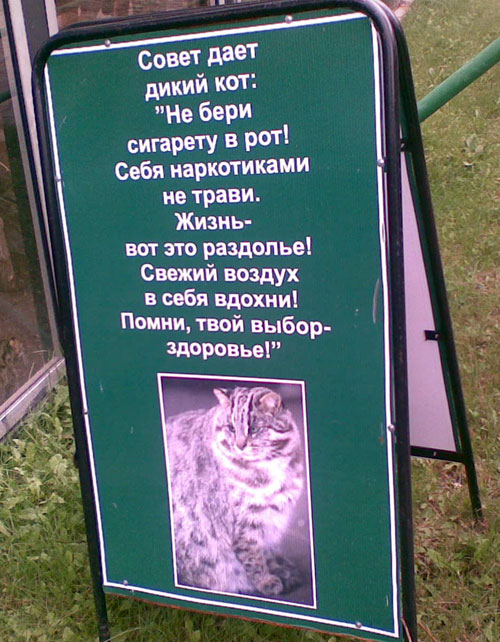 Совет дает
дикий кот:
"Не бери
сигарету в рот!
Себя наркотиками
не трави.
Жизнь-
вот это раздолье!
Свежий воздух
в себя вдохни!
Помни, твой выбор-
здоровье!"